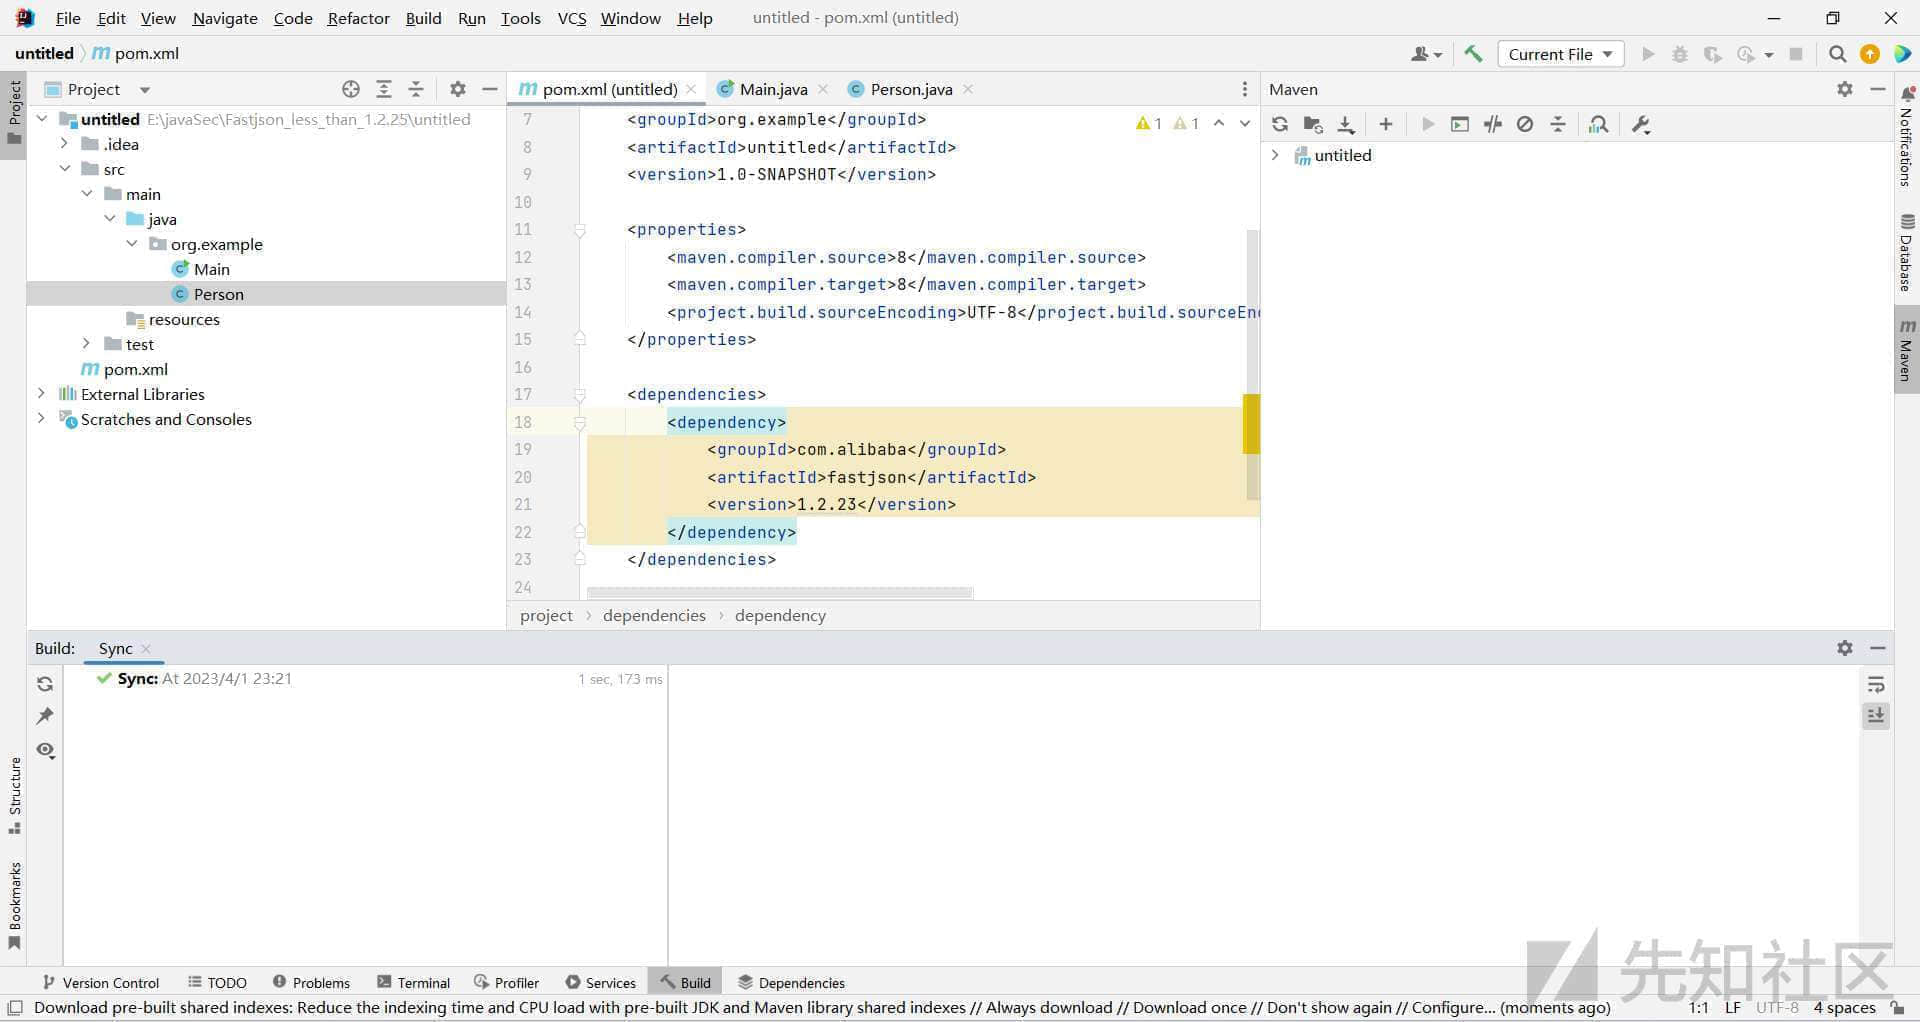 File Edit View Navigate Code Refactor Build Run Tools VCS Window Help untitled - pom.xml (untitled)
untitled pom.xml
Current File
Project
pom.xml (untitled) Main.java Person.java
Maven
untitled E:\javaSec\Fastjson_less_than_1.2.25\untitled
.idea
src
main
java
org.example
Main
Person
resources
test
pom.xml
External Libraries
Scratches and Consoles
1 1
7 <groupId>org.example</groupId>
8 <artifactId>untitled</artifactId>
9 <version>1.0-SNAPSHOT</version>
10
11 <properties>
12 <maven.compiler.source>8</maven.compiler.source>
13 <maven.compiler.target>8</maven.compiler.target>
14 <project.build.sourceEncoding>UTF-8</project.build.sourceEn
15 </properties>
16
17 <dependencies>
18 <dependency>
19 <groupId>com.alibaba</groupId>
20 <artifactId>fastjson</artifactId>
21 <version>1.2.23</version>
22 </dependency>
23 </dependencies>
24
project › dependencies › dependency
untitled
Project
Structure
Bookmarks
Notifications
Database
Maven
Build: Sync
Sync: At 2023/4/1 23:21 1 sec, 173 ms
Version Control TODO Problems Terminal Profiler Services Build Dependencies
Download pre-built shared indexes: Reduce the indexing time and CPU load with pre-built JDK and Maven library shared indexes // Always download // Download once // Don't show again // Configure... (moments ago) 1:1 LF UTF-8 4 spaces
先知社区